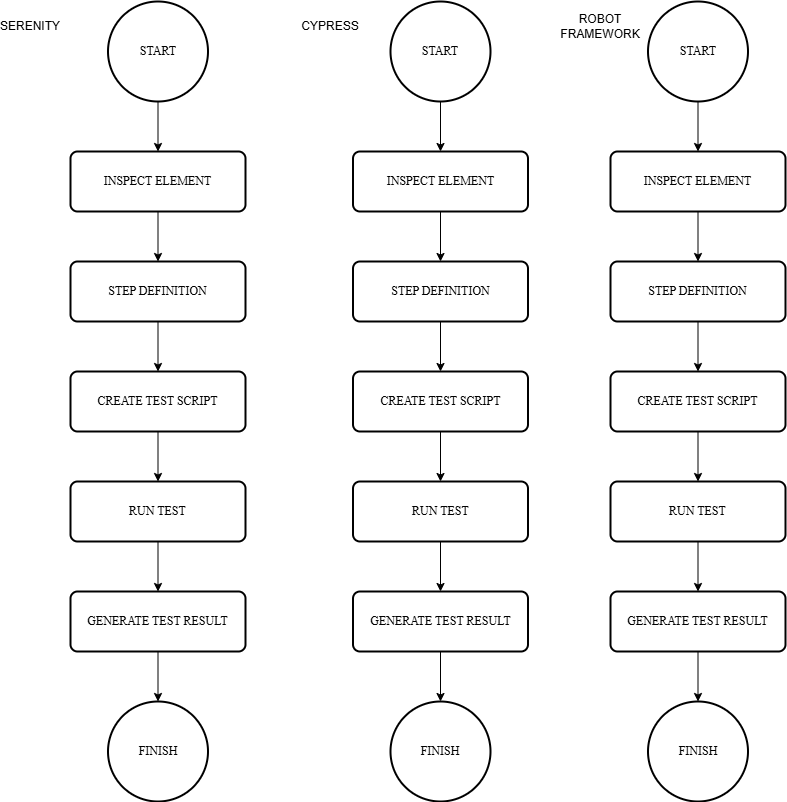 SERENITY
START
INSPECT ELEMENT
STEP DEFINITION
CREATE TEST SCRIPT
RUN TEST
GENERATE TEST RESULT
FINISH
CYPRESS
START
INSPECT ELEMENT
STEP DEFINITION
CREATE TEST SCRIPT
RUN TEST
GENERATE TEST RESULT
FINISH
ROBOT
FRAMEWORK
START
INSPECT ELEMENT
STEP DEFINITION
CREATE TEST SCRIPT
RUN TEST
GENERATE TEST RESULT
FINISH